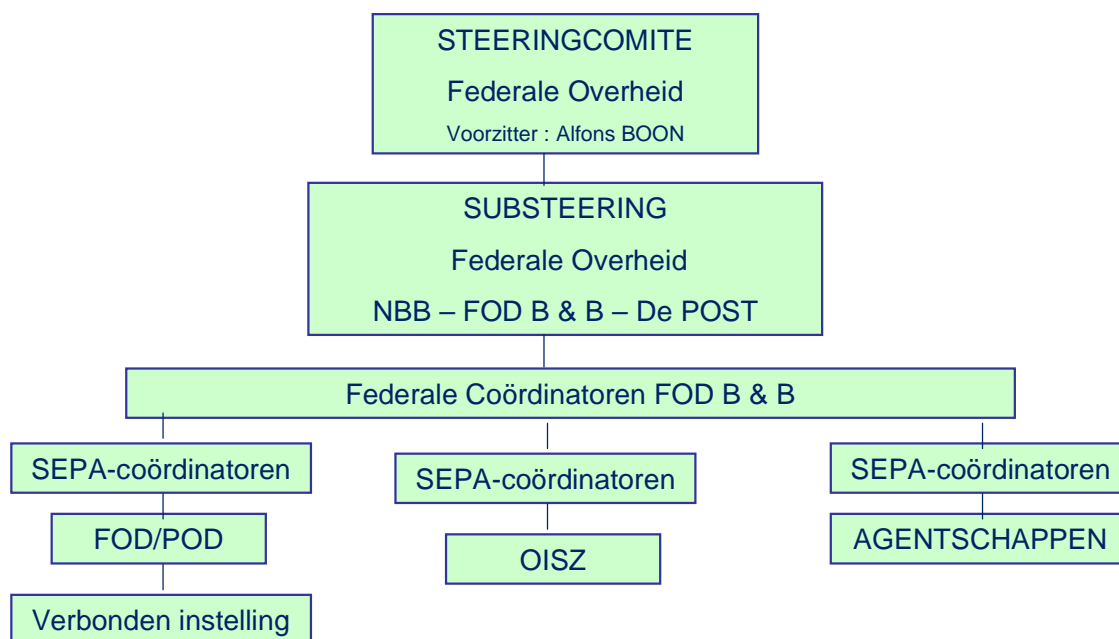 STEERINGCOMITE
Federale Overheid
Voorzitter : Alfons BOON
SUBSTEERING
Federale Overheid
NBB – FOD B & B – De POST
Federale Coördinatoren FOD B & B
SEPA-coördinatoren
FOD/POD
Verbonden instelling
SEPA-coördinatoren
OISZ
SEPA-coördinatoren
AGENTSCHAPPEN